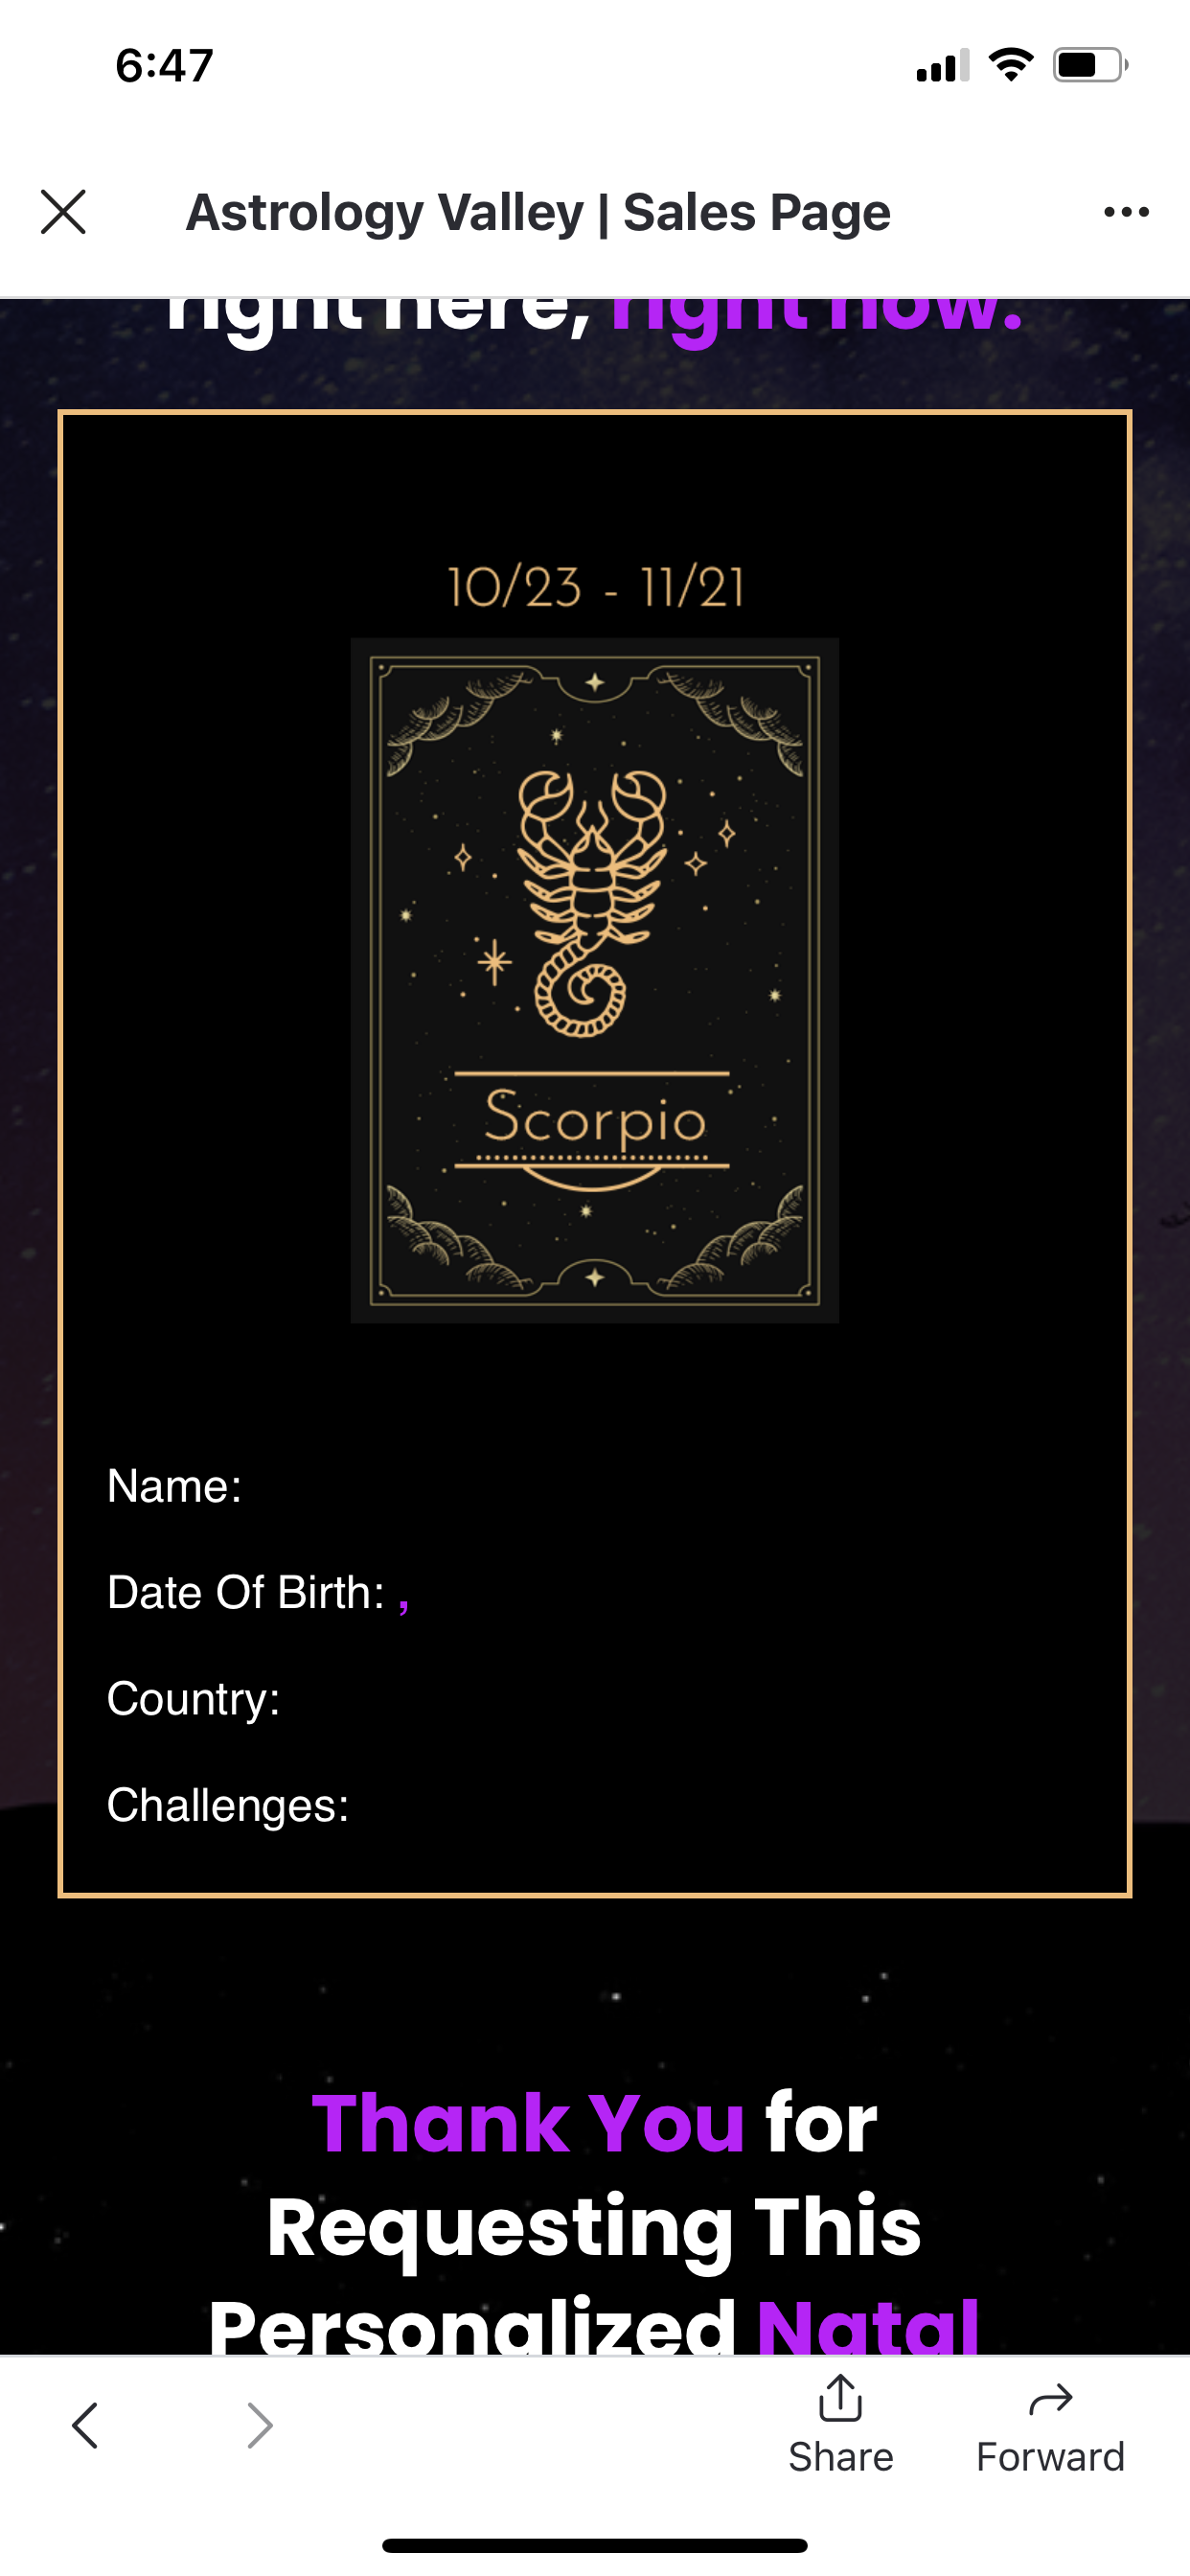 6:47
Astrology Valley | Sales Page
right here, right now.
10/23 - 11/21
Scorpio
Name:
Date Of Birth: ,
Country:
Challenges:
Thank You for
Requesting This
Personalized Natal
Share
Forward